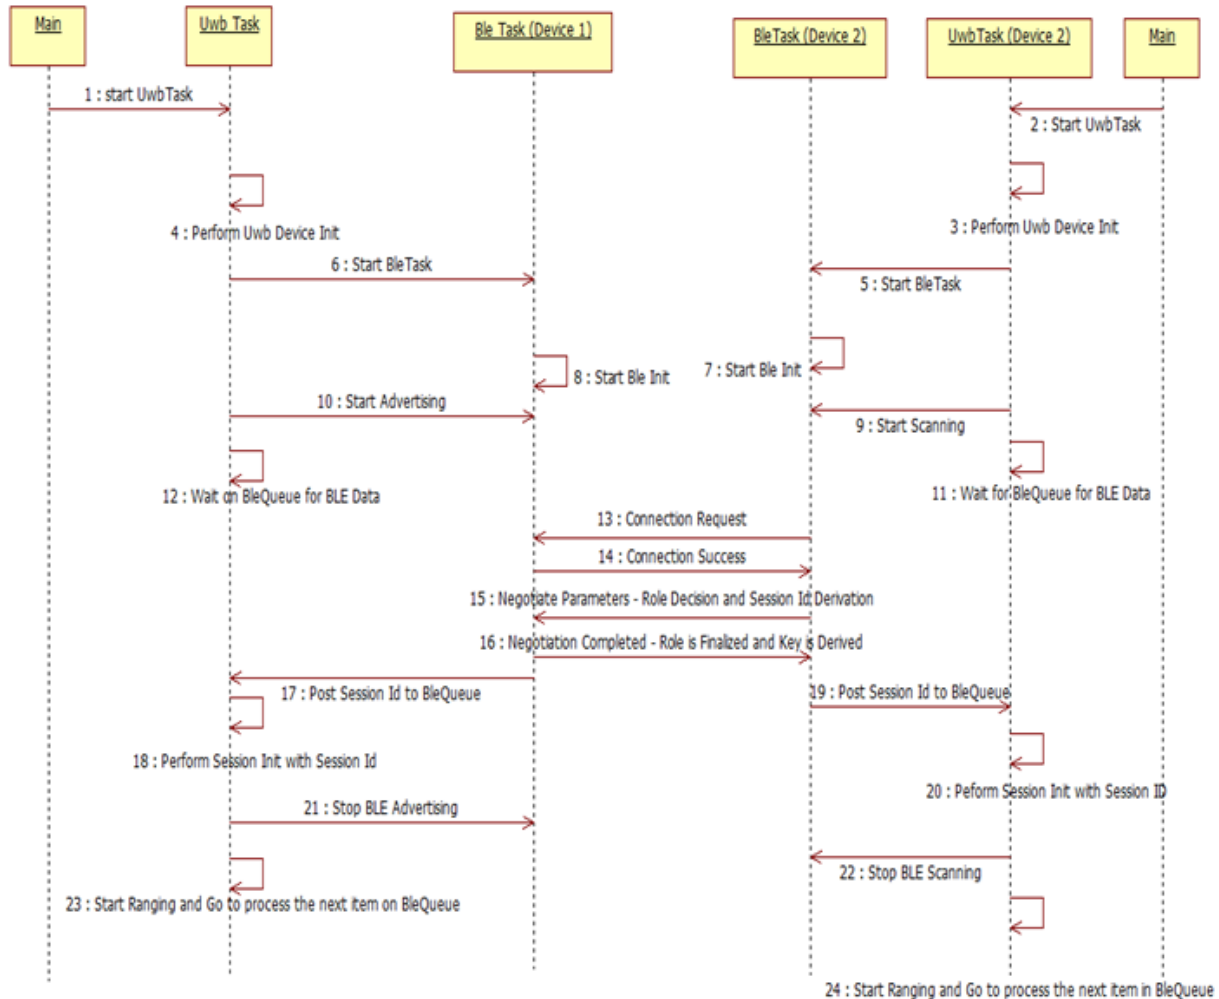 Main
Uwb Task
Ble Task (Device 1)
BleTask (Device 2)
UwbTask (Device 2)
Main
1 : start UwbTask
2 : Start UwbTask
3 : Perform Uwb Device Init
4 : Perform Uwb Device Init
5 : Start BleTask
6 : Start BleTask
7 : Start Ble Init
8 : Start Ble Init
9 : Start Scanning
10 : Start Advertising
11 : Wait for BleQueue for BLE Data
12 : Wait on BleQueue for BLE Data
13 : Connection Request
14 : Connection Success
15 : Negotiate Parameters - Role Decision and Session Id Derivation
16 : Negotiation Completed - Role is Finalized and Key is Derived
17 : Post Session Id to BleQueue
18 : Perform Session Init with Session Id
19 : Post Session Id to BleQueue
20 : Peform Session Init with Session ID
21 : Stop BLE Advertising
22 : Stop BLE Scanning
23 : Start Ranging and Go to process the next item on BleQueue
24 : Start Ranging and Go to process the next item in BleQueue